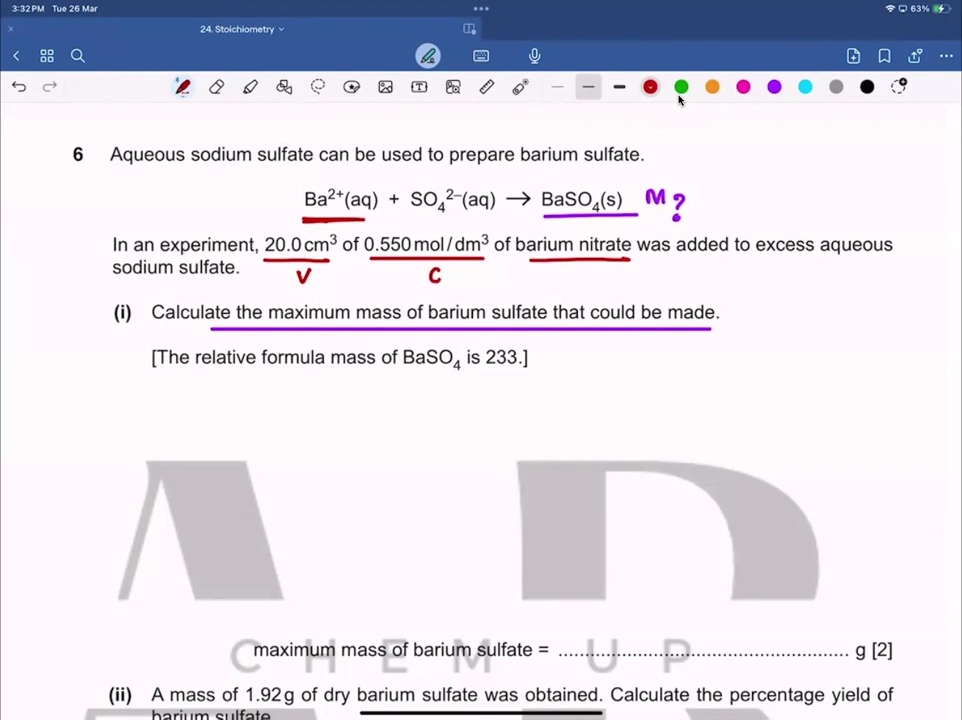 3:32 PM Tue 26 Mar
63%
24. Stoichiometry
6 Aqueous sodium sulfate can be used to prepare barium sulfate.
Ba²⁺(aq) + SO₄²⁻(aq) → BaSO₄(s) M ?
In an experiment, 20.0 cm³ of 0.550 mol/dm³ of barium nitrate was added to excess aqueous
sodium sulfate.
V C
(i) Calculate the maximum mass of barium sulfate that could be made.
[The relative formula mass of BaSO₄ is 233.]
CHEM UP
maximum mass of barium sulfate = ................................................ g [2]
(ii) A mass of 1.92 g of dry barium sulfate was obtained. Calculate the percentage yield of
barium sulfate.